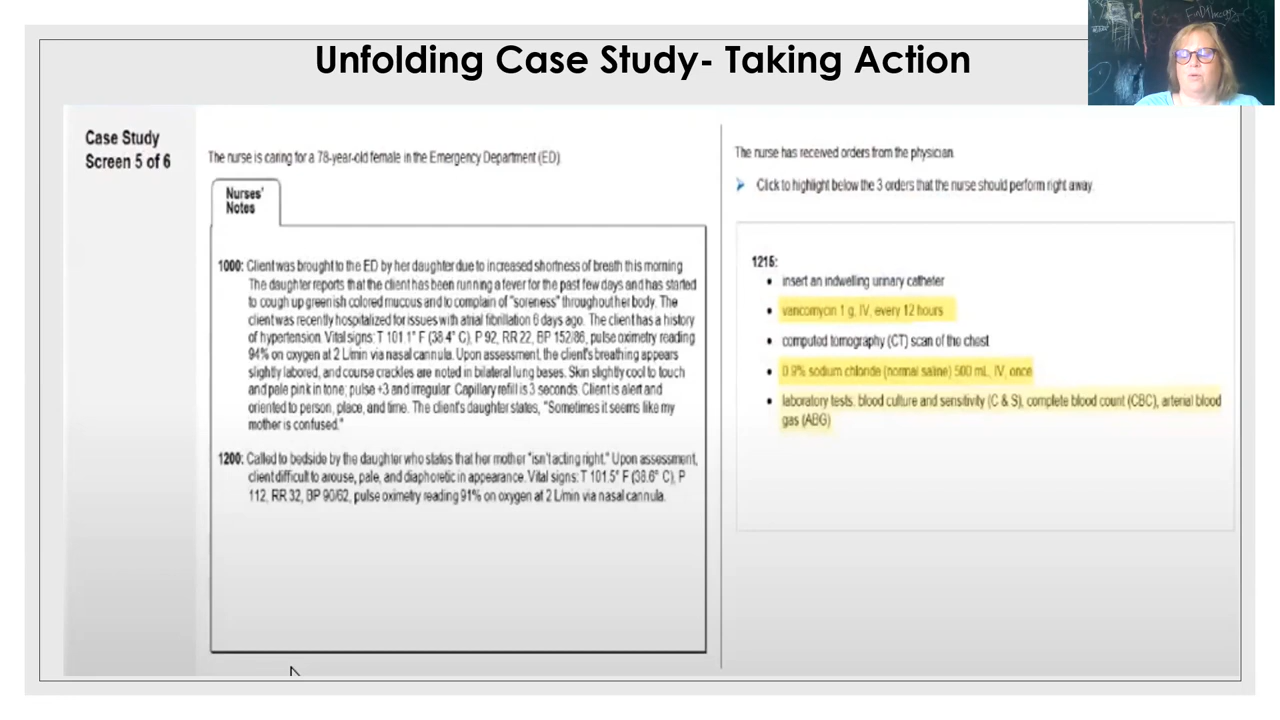 Unfolding Case Study- Taking Action
Case Study
Screen 5 of 6
The nurse is caring for a 78-year-old female in the Emergency Department (ED).
Nurses'
Notes
1000: Client was brought to the ED by her daughter due to increased shortness of breath this morning
The daughter reports that the client has been running a fever for the past few days and has started
to cough up greenish colored mucous and to complain of "soreness" throughout her body. The
client was recently hospitalized for issues with atrial fibrillation 6 days ago. The client has a history
of hypertension. Vital signs: T 101.1° F (38.4° C), P 92, RR 22, BP 152/86, pulse oximetry reading
94% on oxygen at 2 L/min via nasal cannula. Upon assessment, the client's breathing appears
slightly labored, and course crackles are noted in bilateral lung bases. Skin slightly cool to touch
and pale pink in tone; pulse +3 and irregular. Capillary refill is 3 seconds. Client is alert and
oriented to person, place, and time. The client's daughter states, "Sometimes it seems like my
mother is confused."
1200: Called to bedside by the daughter who states that her mother "isn't acting right." Upon assessment,
client difficult to arouse, pale, and diaphoretic in appearance. Vital signs: T 101.5° F (38.6° C), P
112, RR 32, BP 90/62, pulse oximetry reading 91% on oxygen at 2 L/min via nasal cannula.
The nurse has received orders from the physician.
Click to highlight below the 3 orders that the nurse should perform right away.
1215:
• insert an indwelling urinary catheter
• vancomycin 1 g, IV, every 12 hours
• computed tomography (CT) scan of the chest
• 0.9% sodium chloride (normal saline) 500 mL, IV, once
• laboratory tests: blood culture and sensitivity (C & S), complete blood count (CBC), arterial blood
gas (ABG)